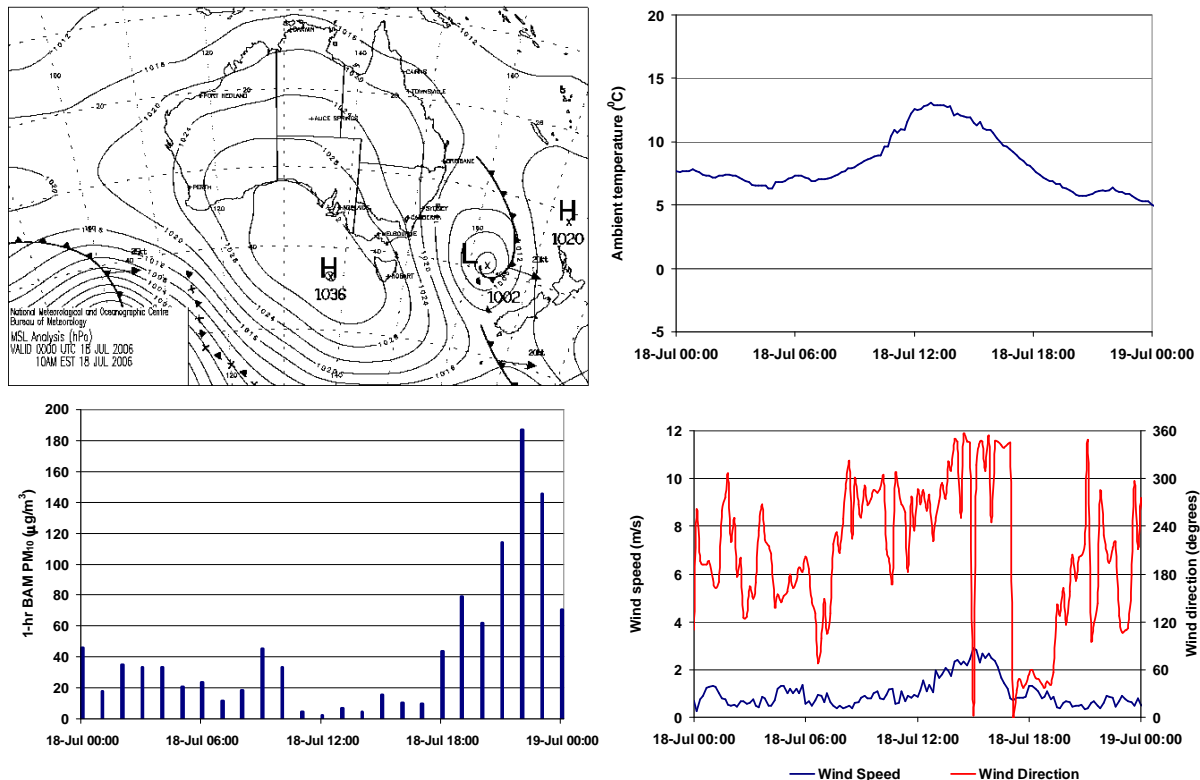 1012
1016
1020
1024
1028
DARWIN
CAIRNS
TOWNSVILLE
PORT HEDLAND
ALICE SPRINGS
BRISBANE
PERTH
ADELAIDE
SYDNEY
CANBERRA
MELBOURNE
HOBART
H
1036
L
1002
H
1020
National Meteorological and Oceanographic Centre
Bureau of Meteorology
MSL Analysis (hPa)
VALID 0000 UTC 18 JUL 2006
10AM EST 18 JUL 2006
Ambient temperature (⁰C)
20
15
10
5
0
-5
18-Jul 00:00 18-Jul 06:00 18-Jul 12:00 18-Jul 18:00 19-Jul 00:00
1-hr BAM PM₁₀ (μg/m³)
200
180
160
140
120
100
80
60
40
20
0
18-Jul 00:00 18-Jul 06:00 18-Jul 12:00 18-Jul 18:00 19-Jul 00:00
Wind speed (m/s)
12
10
8
6
4
2
0
Wind direction (degrees)
360
300
240
180
120
60
0
18-Jul 00:00 18-Jul 06:00 18-Jul 12:00 18-Jul 18:00 19-Jul 00:00
Wind Speed Wind Direction